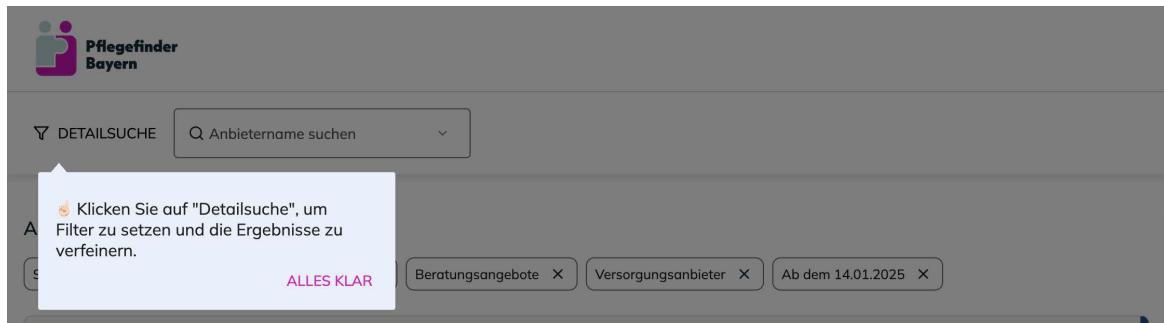 Pflegefinder
Bayern
DETAILSUCHE
Anbietername suchen
☝🏻 Klicken Sie auf "Detailsuche", um
Filter zu setzen und die Ergebnisse zu
verfeinern.
ALLES KLAR
Beratungsangebote X
Versorgungsanbieter X
Ab dem 14.01.2025 X